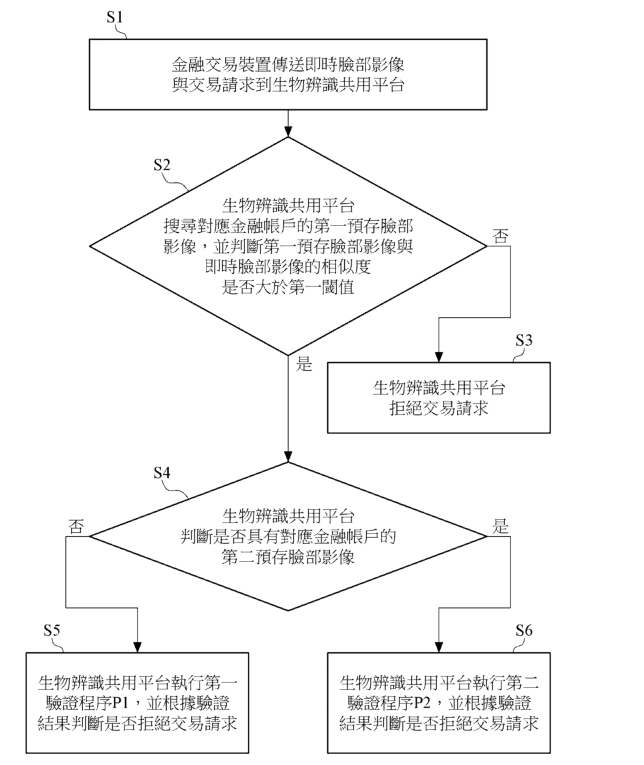 S1
金融交易裝置傳送即時臉部影像
與交易請求到生物辨識共用平台
S2
生物辨識共用平台
搜尋對應金融帳戶的第一預存臉部
影像，並判斷第一預存臉部影像與
即時臉部影像的相似度
是否大於第一閾值
否
S3
生物辨識共用平台
拒絕交易請求
是
S4
生物辨識共用平台
判斷是否具有對應金融帳戶的
第二預存臉部影像
否
是
S5
生物辨識共用平台執行第一
驗證程序P1，並根據驗證
結果判斷是否拒絕交易請求
S6
生物辨識共用平台執行第二
驗證程序P2，並根據驗證
結果判斷是否拒絕交易請求